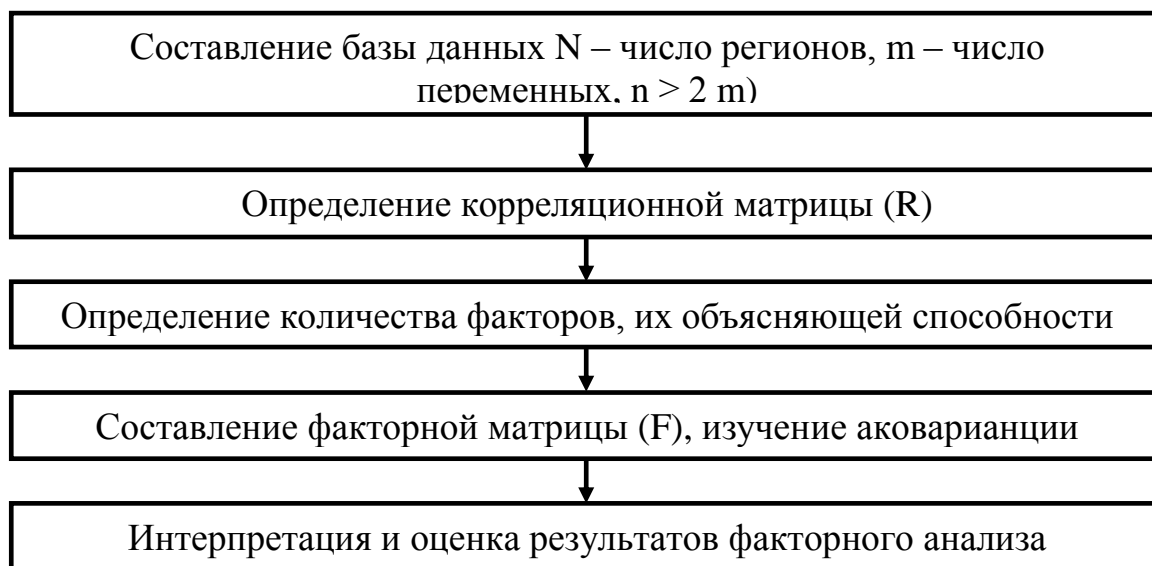 Составление базы данных N – число регионов, m – число
переменных, n > 2 m)
Определение корреляционной матрицы (R)
Определение количества факторов, их объясняющей способности
Составление факторной матрицы (F), изучение аковарианции
Интерпретация и оценка результатов факторного анализа